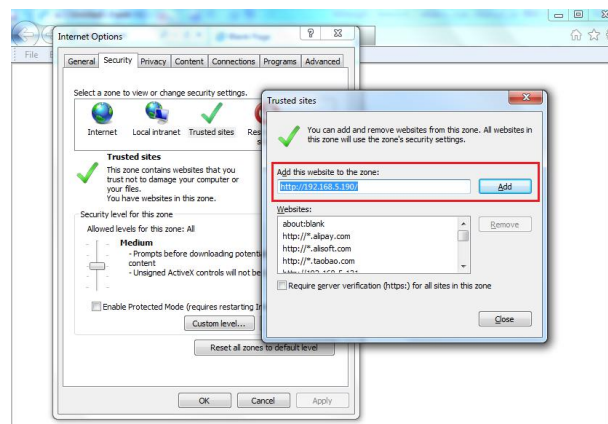 Internet Options
File
General Security Privacy Content Connections Programs Advanced
Select a zone to view or change security settings.
Internet Local intranet Trusted sites
Trusted sites
This zone contains websites that you
trust not to damage your computer or
your files.
You have websites in this zone.
Security level for this zone
Allowed levels for this zone: All
Medium
- Prompts before downloading
content
- Unsigned ActiveX controls will not be
Enable Protected Mode (requires restarting
Custom level...
Reset all zones to default level
OK Cancel Apply
Trusted sites
You can add and remove websites from this zone. All websites in
this zone will use the zone's security settings.
Add this website to the zone:
http://192.168.5.190/ Add
Websites:
about:blank Remove
http://*.alipay.com
http://*.alisoft.com
http://*.taobao.com
Require server verification (https:) for all sites in this zone
Close